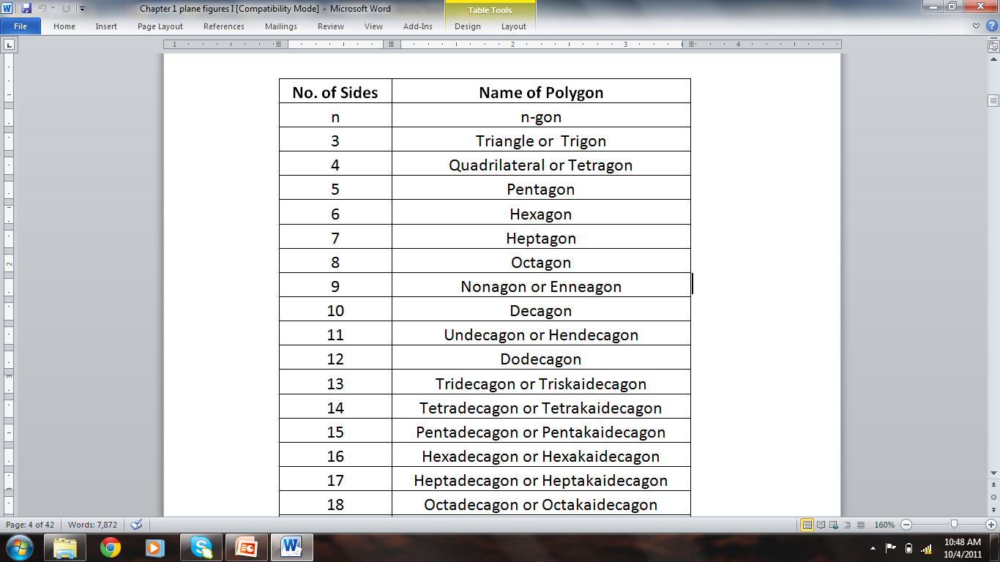 Chapter 1 plane figures I [Compatibility Mode] - Microsoft Word
Table Tools
File Home Insert Page Layout References Mailings Review View Add-Ins Design Layout
1 2 3 4
No. of Sides Name of Polygon
n n-gon
3 Triangle or Trigon
4 Quadrilateral or Tetragon
5 Pentagon
6 Hexagon
7 Heptagon
8 Octagon
9 Nonagon or Enneagon
10 Decagon
11 Undecagon or Hendecagon
12 Dodecagon
13 Tridecagon or Triskaidecagon
14 Tetradecagon or Tetrakaidecagon
15 Pentadecagon or Pentakaidecagon
16 Hexadecagon or Hexakaidecagon
17 Heptadecagon or Heptakaidecagon
18 Octadecagon or Octakaidecagon
Page: 4 of 42 Words: 7,872 160%
10:48 AM
10/4/2011